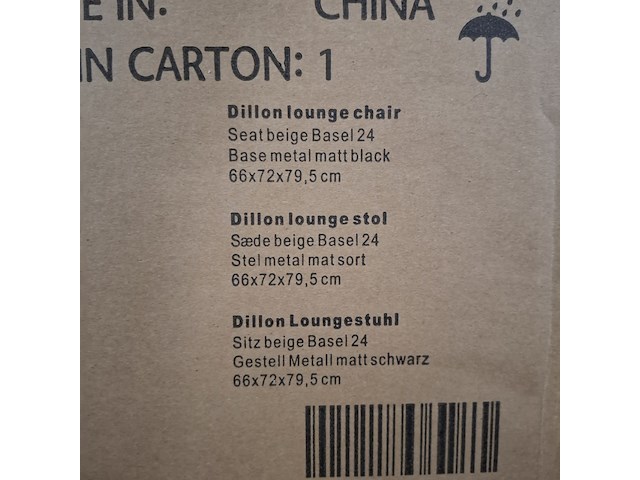 E IN: CHINA
IN CARTON: 1
Dillon lounge chair
Seat beige Basel 24
Base metal matt black
66x72x79,5 cm
Dillon lounge stol
Sæde beige Basel 24
Stel metal mat sort
66x72x79,5 cm
Dillon Loungestuhl
Sitz beige Basel 24
Gestell Metall matt schwarz
66x72x79,5 cm